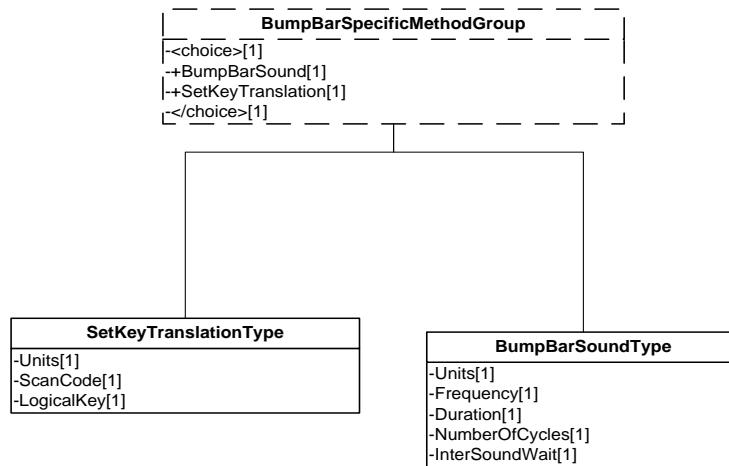 BumpBarSpecificMethodGroup
-<choice>[1]
-+BumpBarSound[1]
-+SetKeyTranslation[1]
-</choice>[1]
SetKeyTranslationType
-Units[1]
-ScanCode[1]
-LogicalKey[1]
BumpBarSoundType
-Units[1]
-Frequency[1]
-Duration[1]
-NumberOfCycles[1]
-InterSoundWait[1]